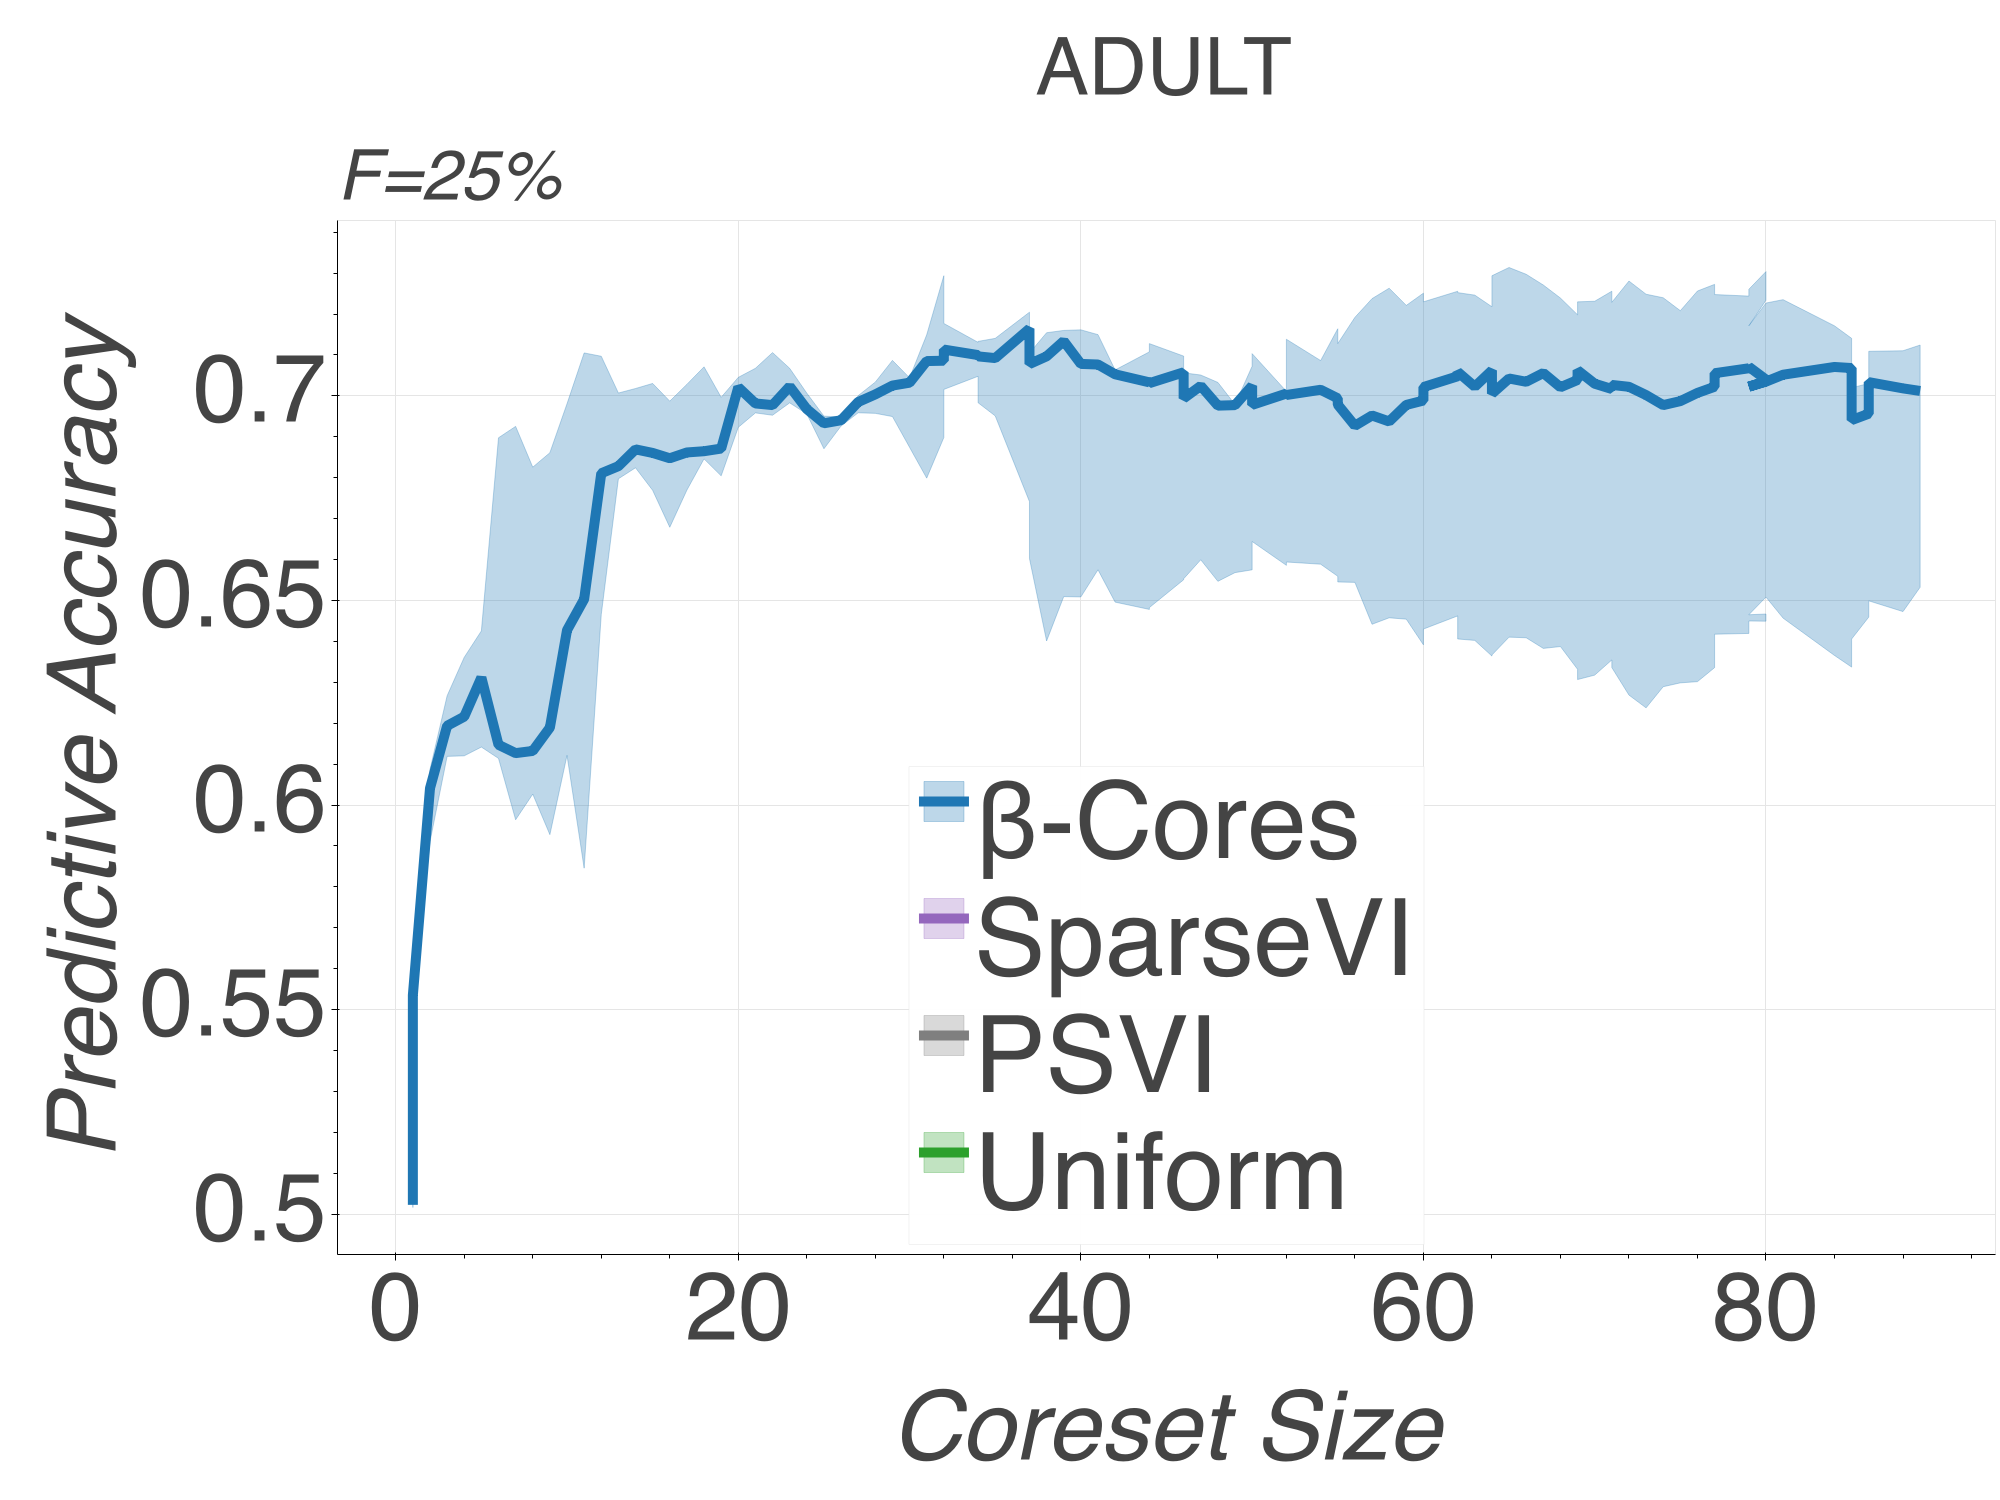 ADULT
F=25%
Predictive Accuracy
0.7
0.65
0.6
0.55
0.5
β-Cores
SparseVI
PSVI
Uniform
0 20 40 60 80
Coreset Size